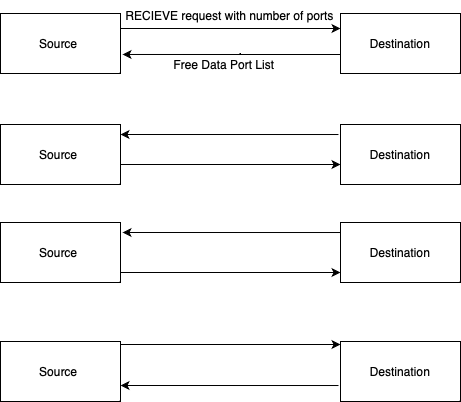 RECIEVE request with number of ports
Source
Destination
Free Data Port List
Source
Destination
Source
Destination
Source
Destination